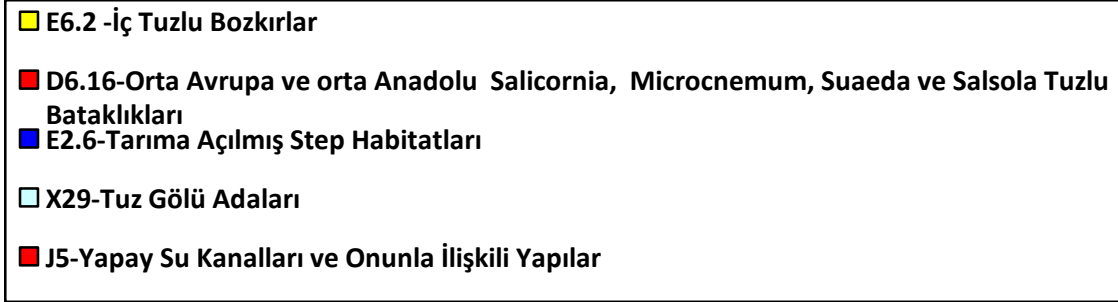 E6.2 -İç Tuzlu Bozkırlar
D6.16-Orta Avrupa ve orta Anadolu Salicornia, Microcnemum, Suaeda ve Salsola Tuzlu
Bataklıkları
E2.6-Tarıma Açılmış Step Habitatları
X29-Tuz Gölü Adaları
J5-Yapay Su Kanalları ve Onunla İlişkili Yapılar